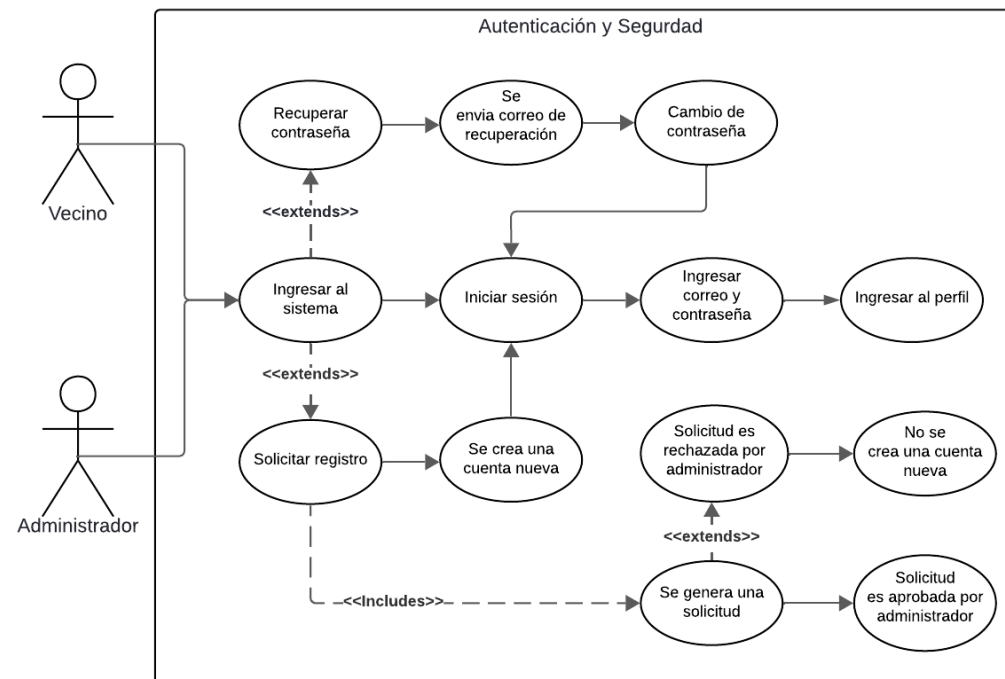 Autenticación y Segurdad
Recuperar
contraseña
Se
envia correo de
recuperación
Cambio de
contraseña
Vecino
<<extends>>
Ingresar al
sistema
Iniciar sesión
Ingresar
correo y
contraseña
Ingresar al perfil
<<extends>>
Solicitar registro
Se crea una
cuenta nueva
Solicitud es
rechazada por
administrador
No se
crea una cuenta
nueva
Administrador
<<extends>>
<<Includes>>
Se genera una
solicitud
Solicitud
es aprobada por
administrador